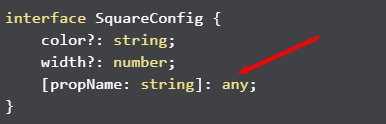 interface SquareConfig {
    color?: string;
    width?: number;
    [propName: string]: any;
}